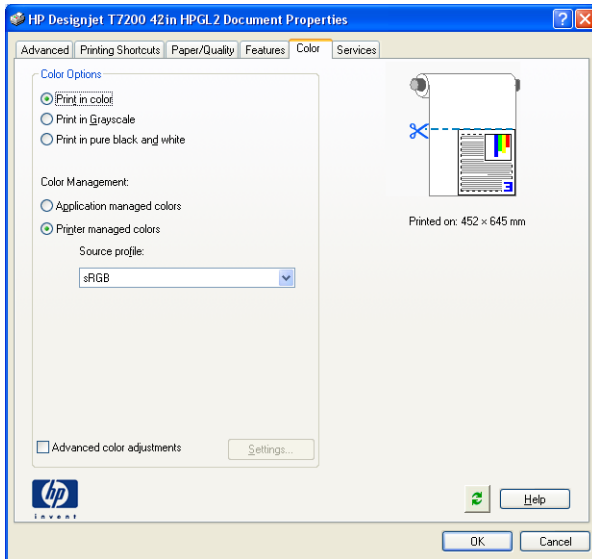 HP Designjet T7200 42in HPGL2 Document Properties
Advanced Printing Shortcuts Paper/Quality Features Color Services
Color Options
Print in color
Print in Grayscale
Print in pure black and white
Color Management:
Application managed colors
Printer managed colors
Source profile:
sRGB
Advanced color adjustments
Settings...
3
Printed on: 452 × 645 mm
hp
invent
Help
OK
Cancel